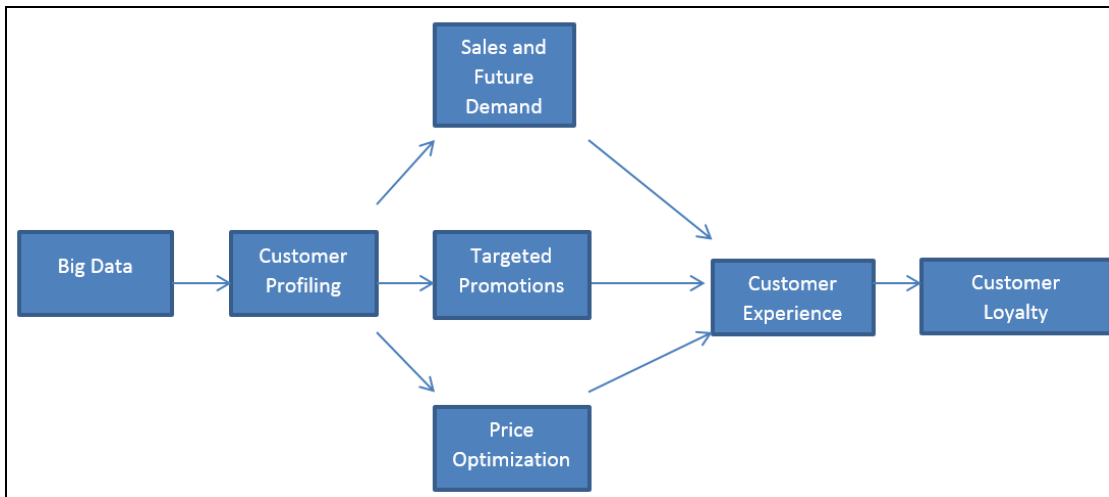 Sales and
Future
Demand
Big Data
Customer
Profiling
Targeted
Promotions
Customer
Experience
Customer
Loyalty
Price
Optimization